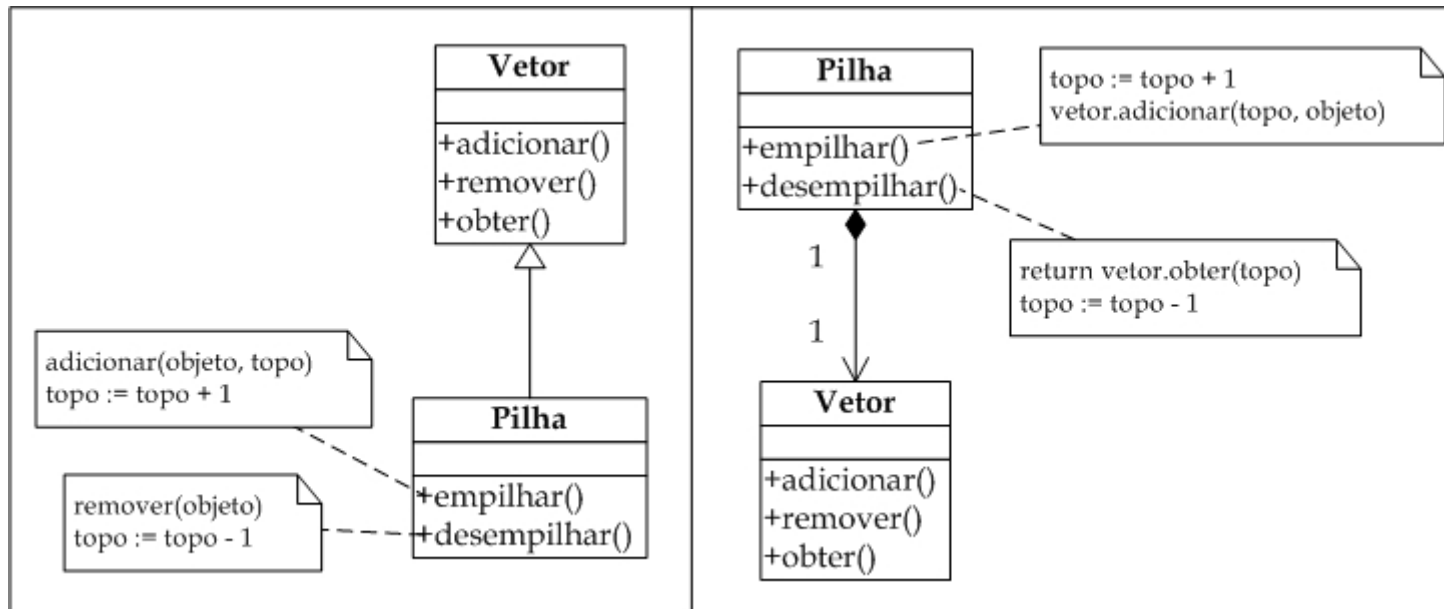 Vetor
+adicionar()
+remover()
+obter()
adicionar(objeto, topo)
topo := topo + 1
Pilha
+empilhar()
+desempilhar()
remover(objeto)
topo := topo - 1
Pilha
+empilhar()
+desempilhar()
topo := topo + 1
vetor.adicionar(topo, objeto)
return vetor.obter(topo)
topo := topo - 1
1
1
Vetor
+adicionar()
+remover()
+obter()